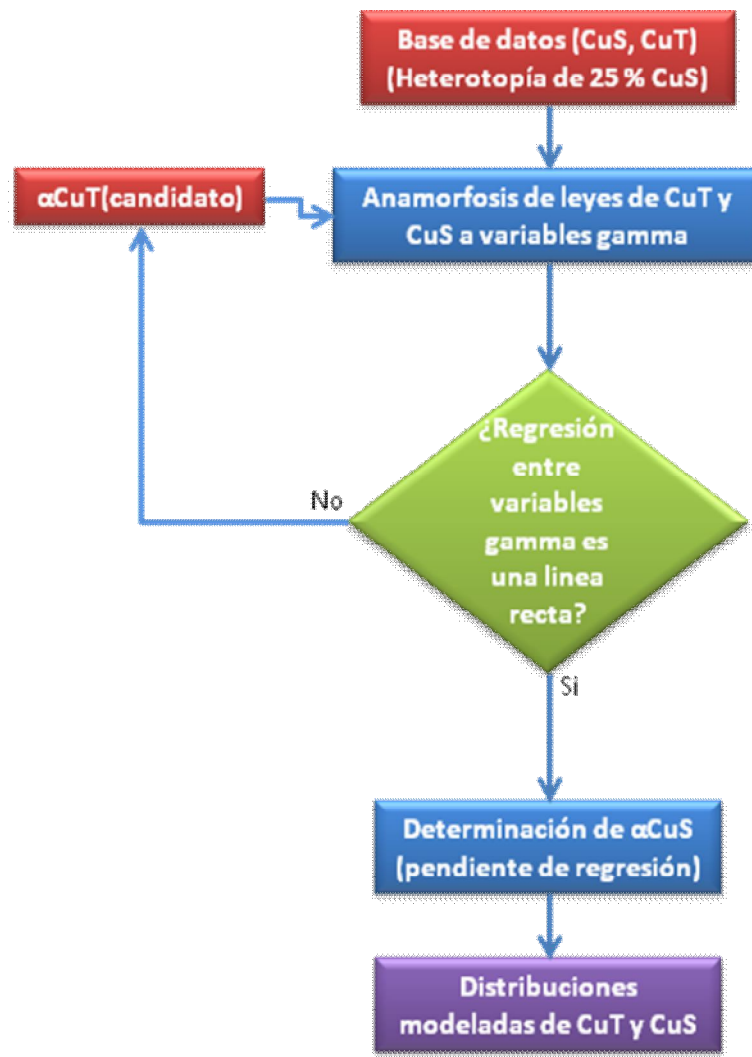 Base de datos (CuS, CuT)
(Heterotopía de 25 % CuS)
αCuT(candidato)
Anamorfosis de leyes de CuT y
CuS a variables gamma
¿Regresión
entre
variables
gamma es
una linea
recta?
No
Si
Determinación de αCuS
(pendiente de regresión)
Distribuciones
modeladas de CuT y CuS